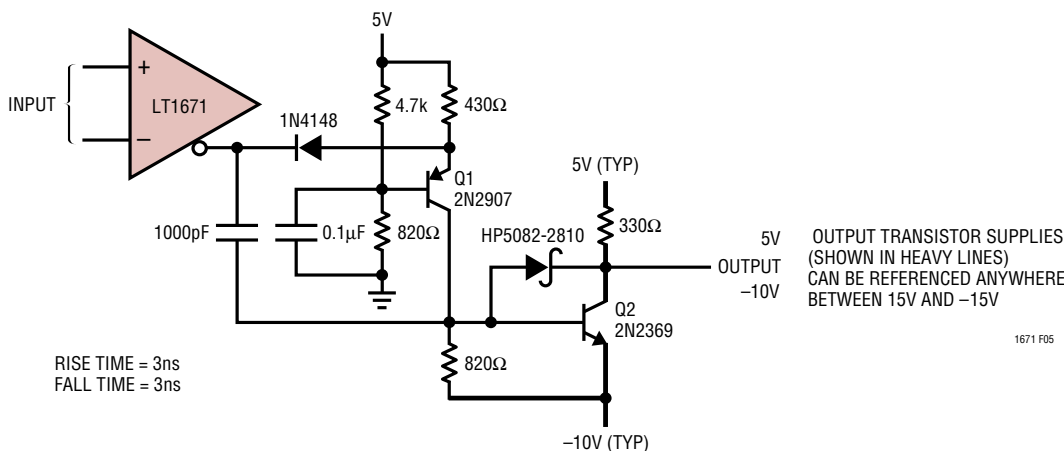 5V
+
INPUT
LT1671
−
1N4148
4.7k
430Ω
Q1
2N2907
1000pF
0.1µF
820Ω
HP5082-2810
5V (TYP)
330Ω
5V
OUTPUT
–10V
OUTPUT TRANSISTOR SUPPLIES
(SHOWN IN HEAVY LINES)
CAN BE REFERENCED ANYWHERE
BETWEEN 15V AND –15V
Q2
2N2369
1671 F05
820Ω
RISE TIME = 3ns
FALL TIME = 3ns
–10V (TYP)